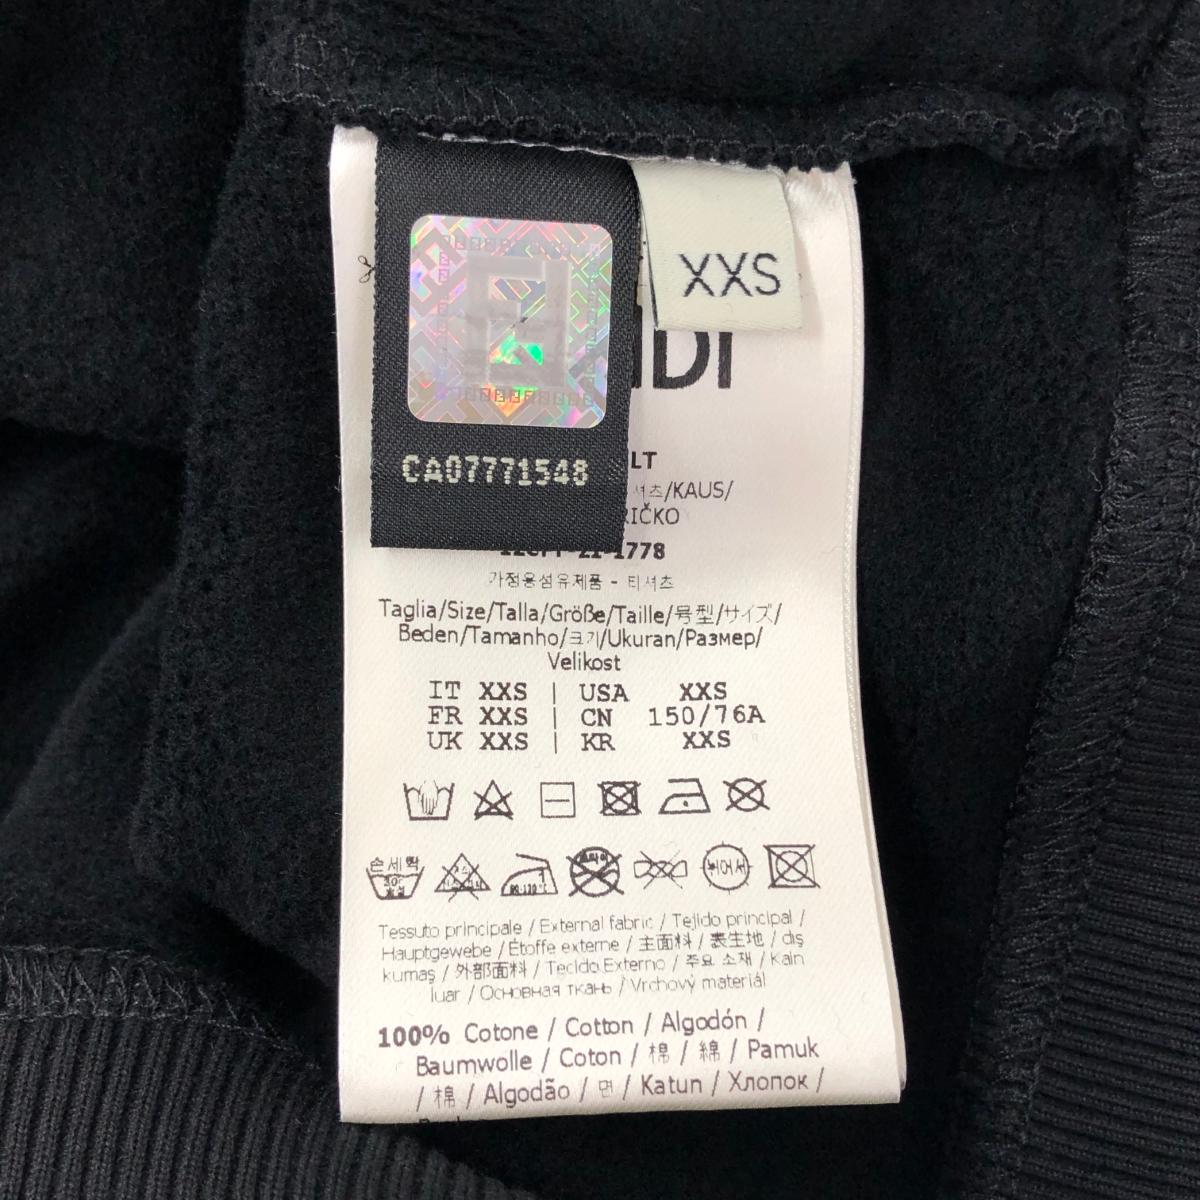 XXS
CA07771548
LT
셔츠/KAUS/
RIČKO
1778
가정용섬유제품 - 티셔츠
Taglia/Size/Talla/Größe/Taille/号型/サイズ/
Beden/Tamanho/크기/Ukuran/Размер/
Velikost
IT XXS | USA XXS
FR XXS | CN 150/76A
UK XXS | KR XXS
손세탁
Tessuto principale / External fabric / Tejido principal /
Hauptgewebe / Étoffe externe / 主面料 / 表生地 / dış
kumaş / 外部面料 / Tecido Externo / 주요 소재 / Kain
luar / Основная ткань / Vrchový materiál
100% Cotone / Cotton / Algodón /
Baumwolle / Coton / 棉 / 綿 / Pamuk
/ 棉 / Algodão / 면 / Katun / Хлопок /